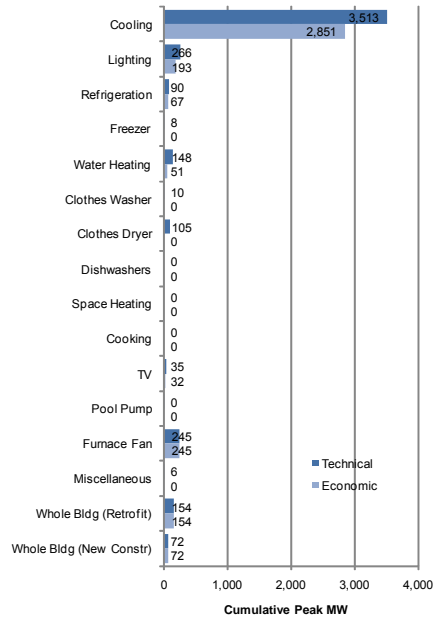 Cooling
3,513
2,851
Lighting
266
193
Refrigeration
90
67
Freezer
8
0
Water Heating
148
51
Clothes Washer
10
0
Clothes Dryer
105
0
Dishwashers
0
0
Space Heating
0
0
Cooking
0
0
TV
35
32
Pool Pump
0
0
Furnace Fan
245
245
Miscellaneous
6
0
Whole Bldg (Retrofit)
154
154
Whole Bldg (New Constr)
72
72
Technical
Economic
0 1,000 2,000 3,000 4,000
Cumulative Peak MW